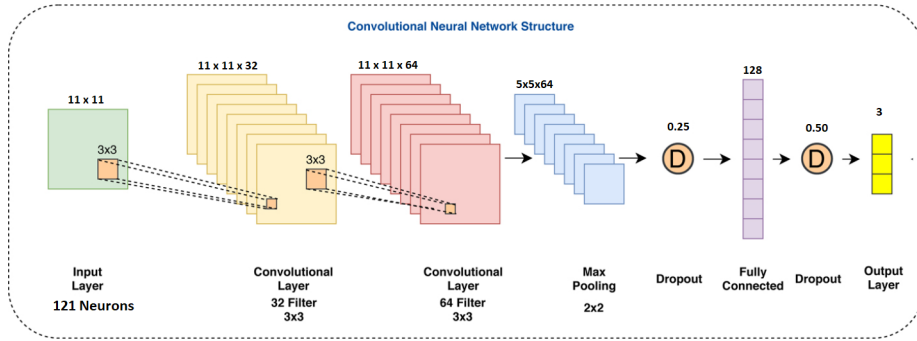 Convolutional Neural Network Structure
11 x 11
11 x 11 x 32
11 x 11 x 64
5x5x64
0.25
128
0.50
3
3x3
3x3
D
D
Input
Layer
121 Neurons
Convolutional
Layer
32 Filter
3x3
Convolutional
Layer
64 Filter
3x3
Max
Pooling
2x2
Dropout
Fully
Connected
Dropout
Output
Layer